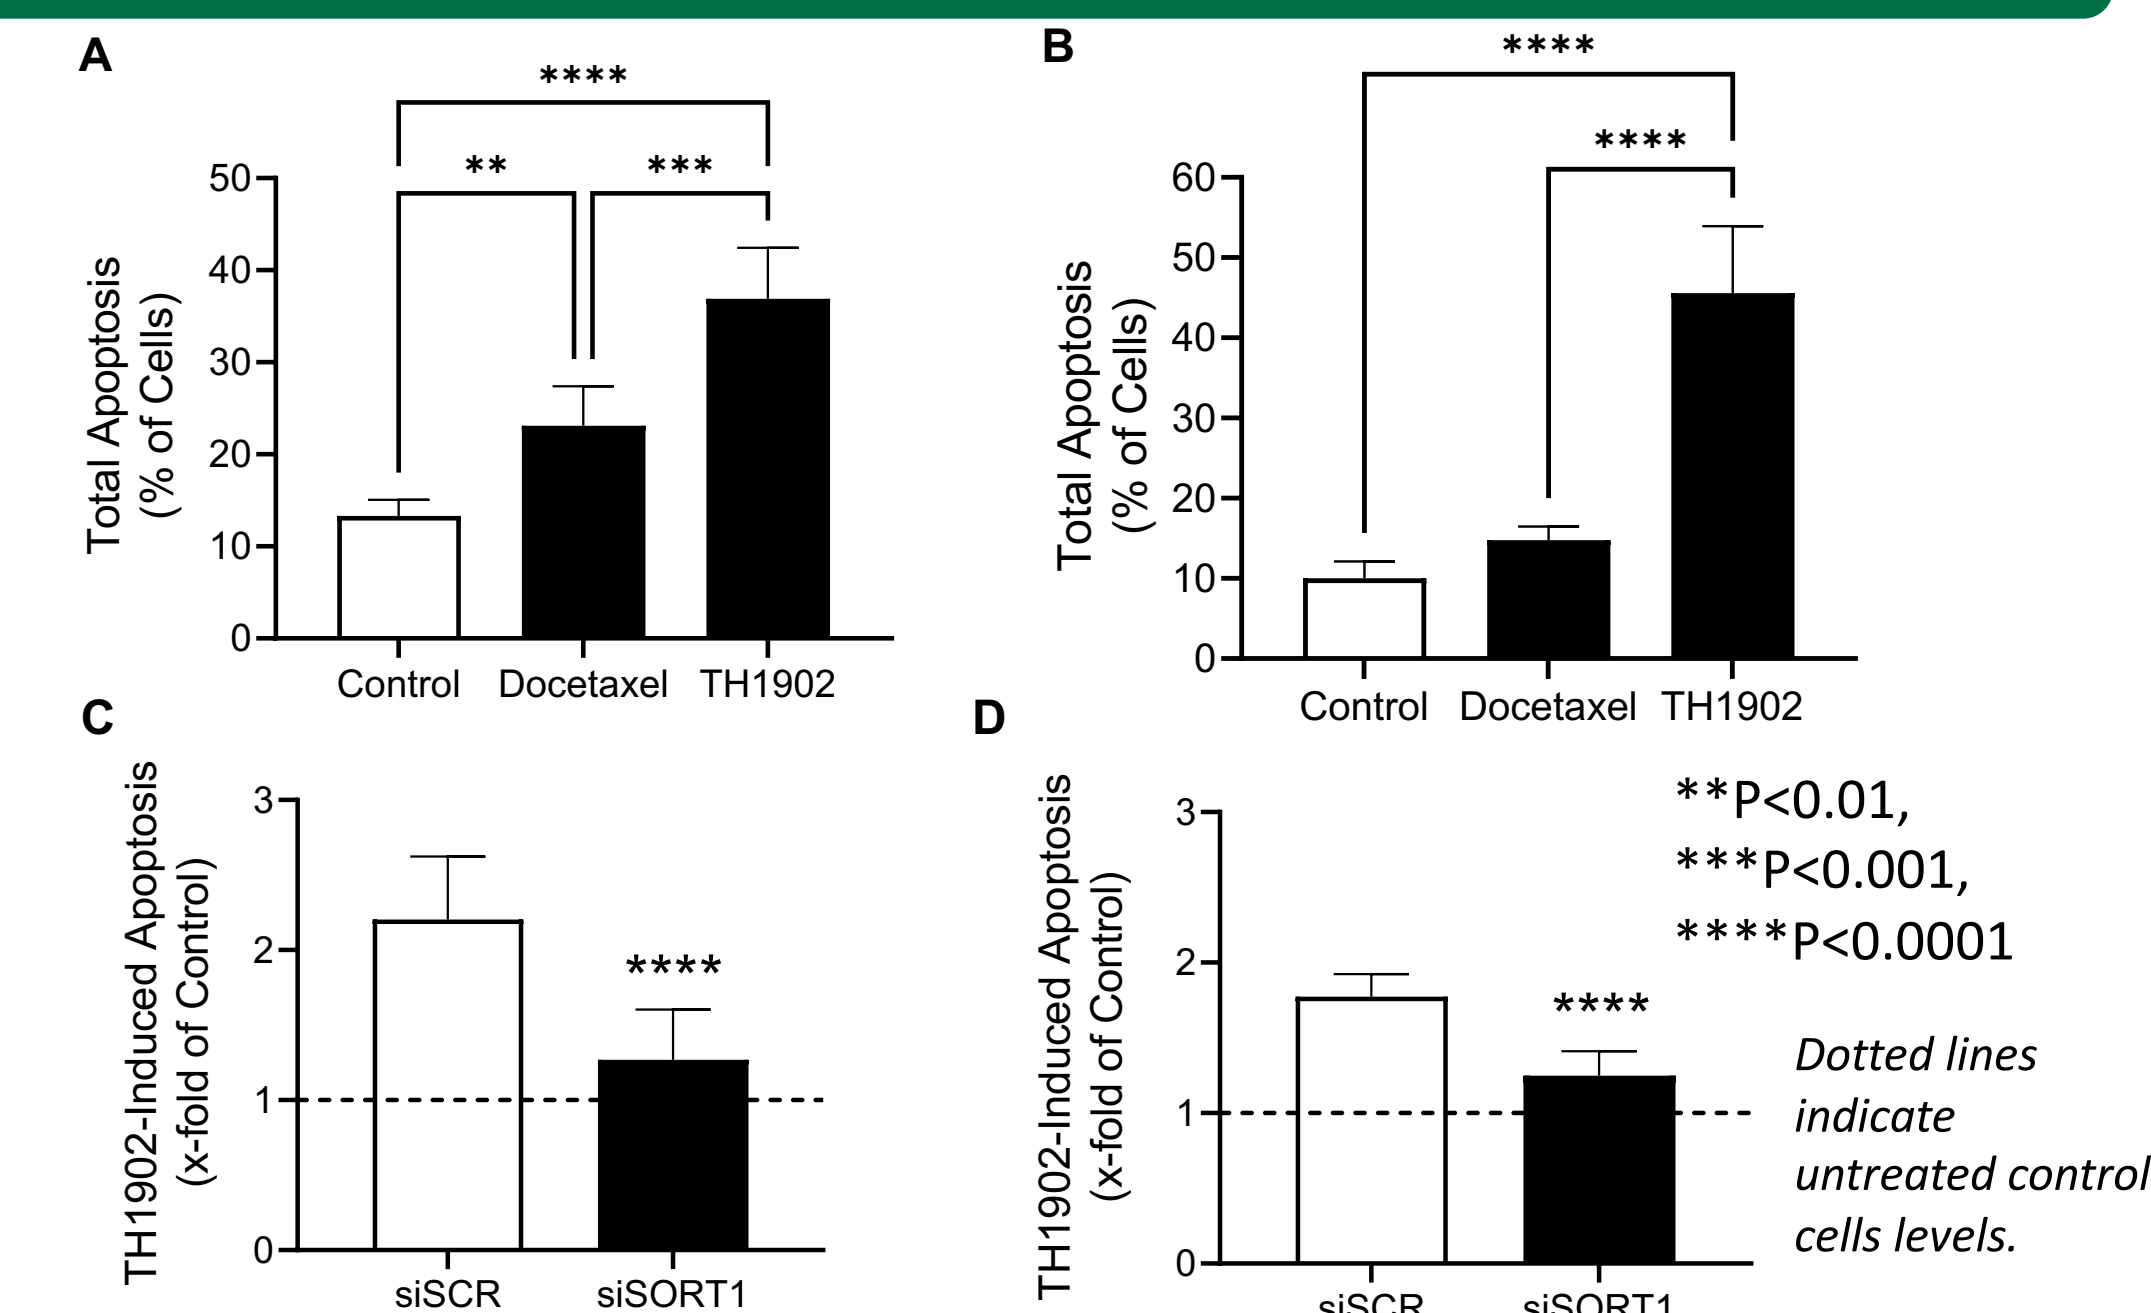 A
****
**
***
50
40
30
20
10
0
Total Apoptosis
(% of Cells)
Control Docetaxel TH1902
B
****
****
60
50
40
30
20
10
0
Total Apoptosis
(% of Cells)
Control Docetaxel TH1902
C
3
2
1
0
TH1902-Induced Apoptosis
(x-fold of Control)
****
siSCR siSORT1
D
3
2
1
0
TH1902-Induced Apoptosis
(x-fold of Control)
****
siSCR siSORT1
**P<0.01,
***P<0.001,
****P<0.0001
Dotted lines
indicate
untreated control
cells levels.